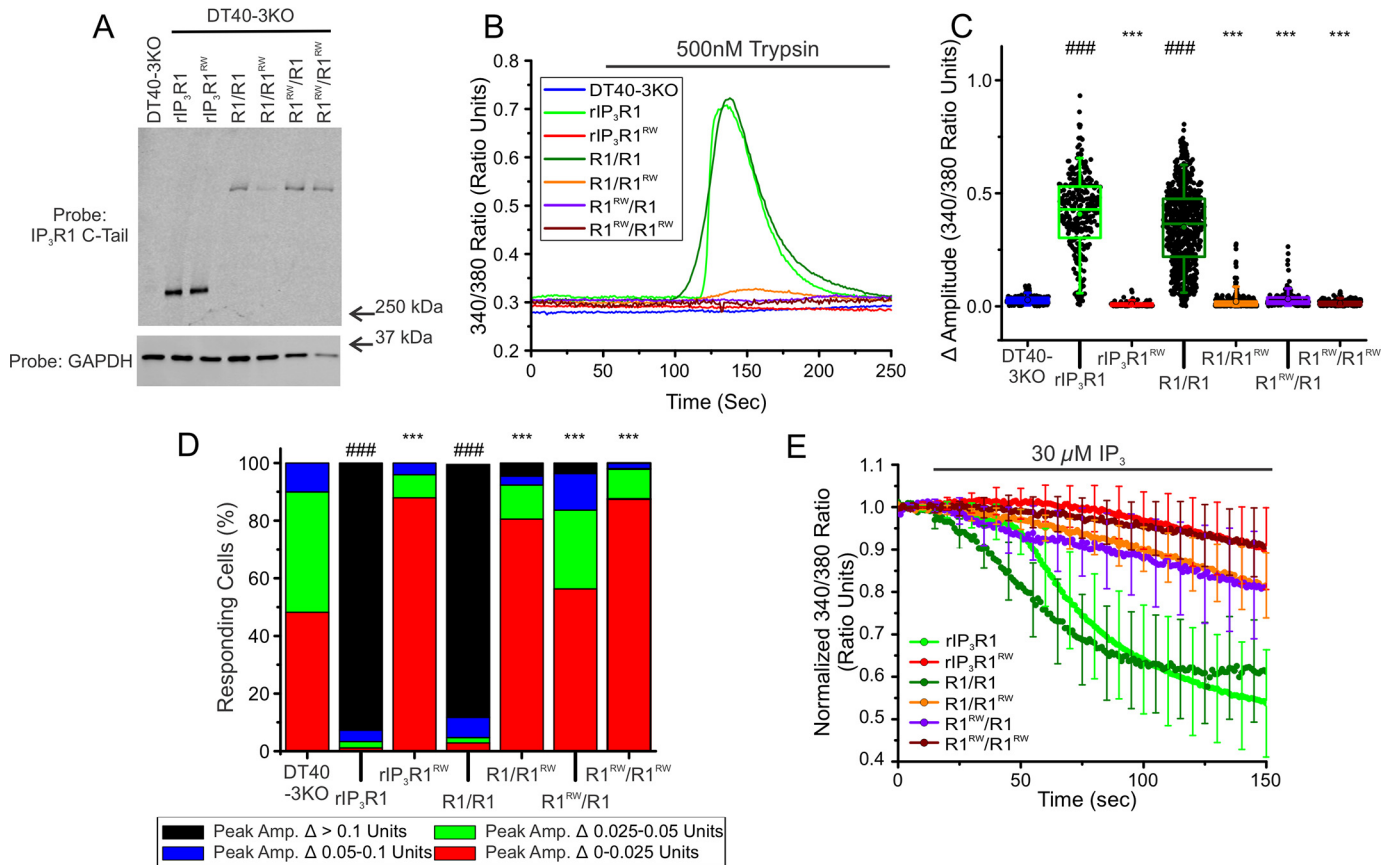 A
DT40-3KO
DT40-3KO
rIP₃R1
rIP₃R1ᴿᵂ
R1/R1
R1/R1ᴿᵂ
R1ᴿᵂ/R1
R1ᴿᵂ/R1ᴿᵂ
Probe:
IP₃R1 C-Tail
250 kDa
37 kDa
Probe: GAPDH
B
500nM Trypsin
340/380 Ratio (Ratio Units)
0.8
0.7
0.6
0.5
0.4
0.3
0.2
DT40-3KO
rIP₃R1
rIP₃R1ᴿᵂ
R1/R1
R1/R1ᴿᵂ
R1ᴿᵂ/R1
R1ᴿᵂ/R1ᴿᵂ
0 50 100 150 200 250
Time (Sec)
C
### *** ### *** *** ***
Δ Amplitude (340/380 Ratio Units)
1.0
0.5
0.0
DT40-
3KO
rIP₃R1
rIP₃R1ᴿᵂ
R1/R1
R1/R1ᴿᵂ
R1ᴿᵂ/R1
R1ᴿᵂ/R1ᴿᵂ
D
### *** ### *** *** ***
Responding Cells (%)
100
80
60
40
20
0
DT40
-3KO
rIP₃R1
rIP₃R1ᴿᵂ
R1/R1
R1/R1ᴿᵂ
R1ᴿᵂ/R1
R1ᴿᵂ/R1ᴿᵂ
Peak Amp. Δ > 0.1 Units
Peak Amp. Δ 0.025-0.05 Units
Peak Amp. Δ 0.05-0.1 Units
Peak Amp. Δ 0-0.025 Units
E
30 µM IP₃
Normalized 340/380 Ratio
(Ratio Units)
1.1
1.0
0.9
0.8
0.7
0.6
0.5
0.4
rIP₃R1
rIP₃R1ᴿᵂ
R1/R1
R1/R1ᴿᵂ
R1ᴿᵂ/R1
R1ᴿᵂ/R1ᴿᵂ
0 50 100 150
Time (sec)